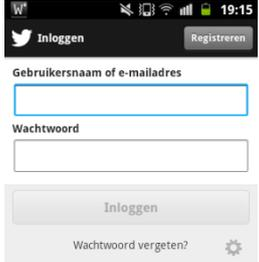 W 19:15
Inloggen Registreren
Gebruikersnaam of e-mailadres
Wachtwoord
Inloggen
Wachtwoord vergeten?